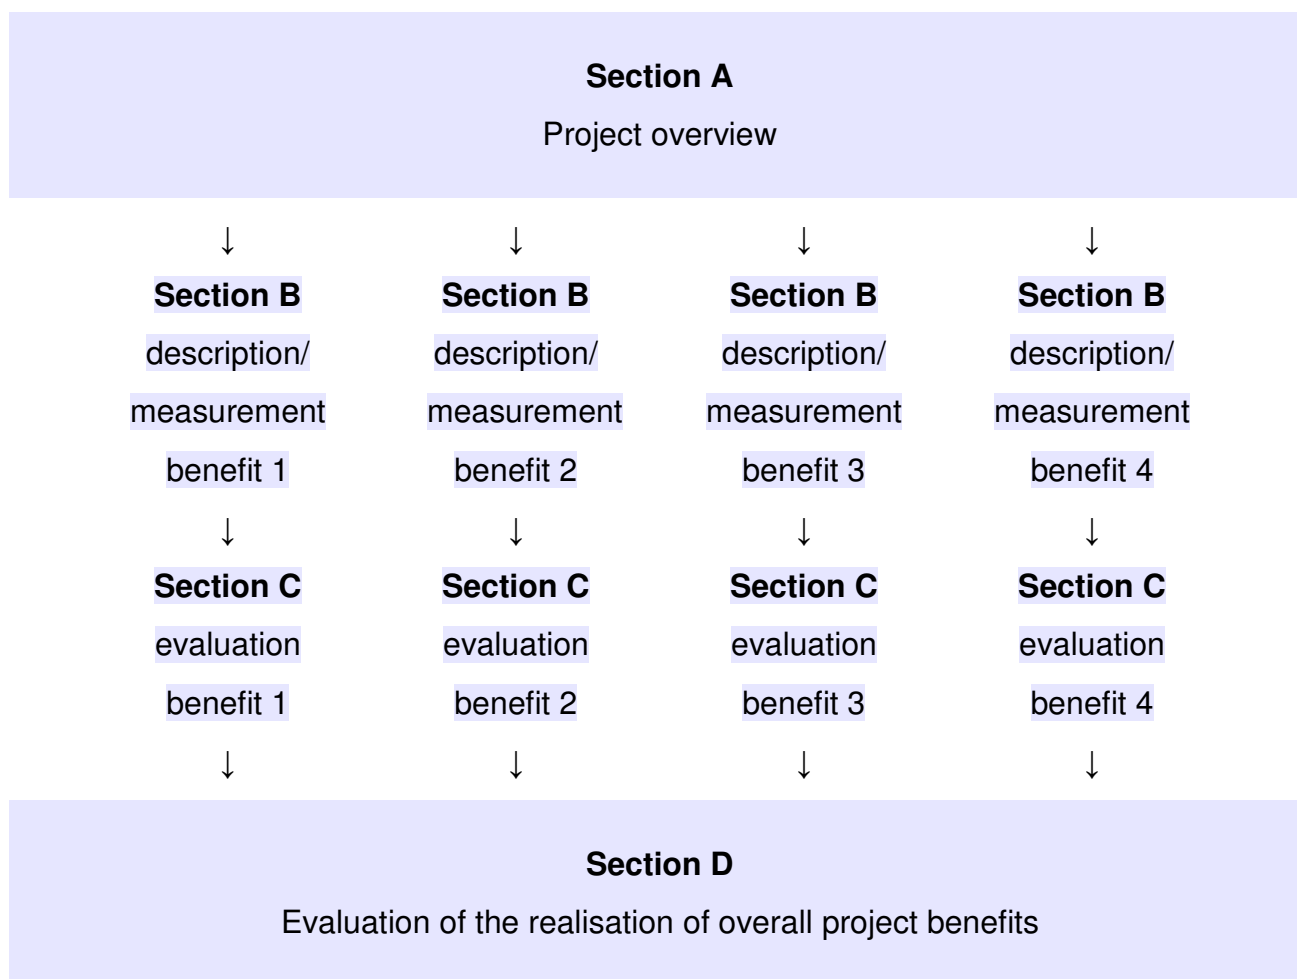 Section A
Project overview
↓ ↓ ↓ ↓
Section B Section B Section B Section B
description/ description/ description/ description/
measurement measurement measurement measurement
benefit 1 benefit 2 benefit 3 benefit 4
↓ ↓ ↓ ↓
Section C Section C Section C Section C
evaluation evaluation evaluation evaluation
benefit 1 benefit 2 benefit 3 benefit 4
↓ ↓ ↓ ↓
Section D
Evaluation of the realisation of overall project benefits